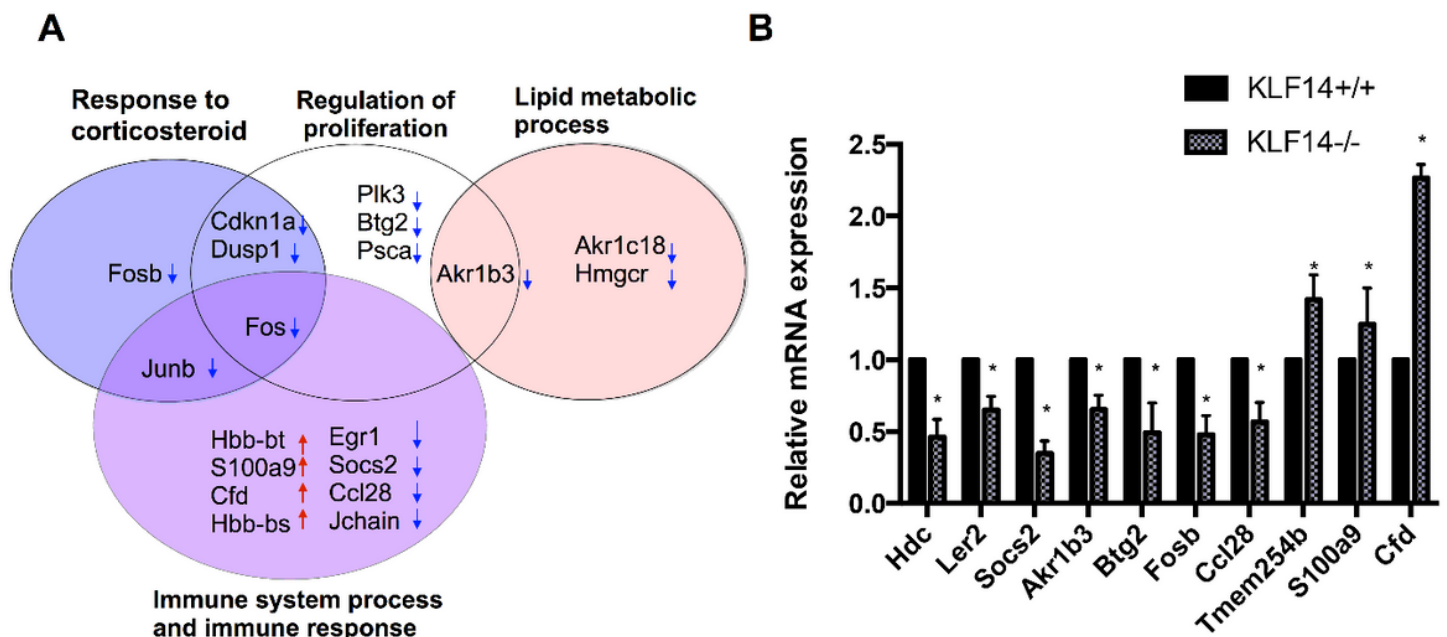 A
Response to
corticosteroid
Regulation of
proliferation
Lipid metabolic
process
Plk3
Btg2
Psca
Cdkn1a
Dusp1
Fosb
Akr1b3
Akr1c18
Hmgcr
Fos
Junb
Hbb-bt
S100a9
Cfd
Hbb-bs
Egr1
Socs2
Ccl28
Jchain
Immune system process
and immune response
B
KLF14+/+
KLF14-/-
Relative mRNA expression
2.5
2.0
1.5
1.0
0.5
0.0
* * * * * * * * * *
Hdc
Ler2
Socs2
Akr1b3
Btg2
Fosb
Ccl28
Tmem254b
S100a9
Cfd